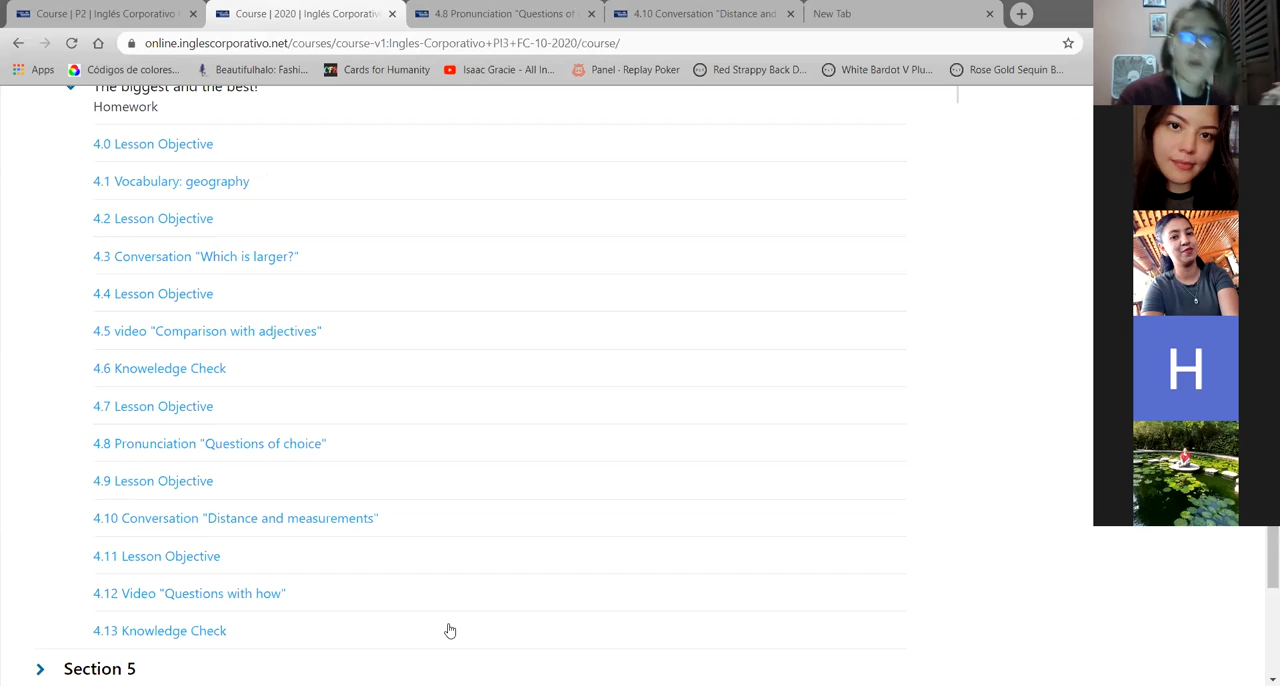 Course | P2 | Inglés Corporativo
Course | 2020 | Inglés Corporativ
4.8 Pronunciation "Questions of
4.10 Conversation "Distance and
New Tab
online.inglescorporativo.net/courses/course-v1:Ingles-Corporativo+PI3+FC-10-2020/course/
Apps
Códigos de colores...
Beautifulhalo: Fashi...
Cards for Humanity
Isaac Gracie - All In...
Panel · Replay Poker
Red Strappy Back D...
White Bardot V Plu...
Rose Gold Sequin B...
The biggest and the best!
Homework
4.0 Lesson Objective
4.1 Vocabulary: geography
4.2 Lesson Objective
4.3 Conversation "Which is larger?"
4.4 Lesson Objective
4.5 video "Comparison with adjectives"
4.6 Knoweledge Check
4.7 Lesson Objective
4.8 Pronunciation "Questions of choice"
4.9 Lesson Objective
4.10 Conversation "Distance and measurements"
4.11 Lesson Objective
4.12 Video "Questions with how"
4.13 Knowledge Check
Section 5
H